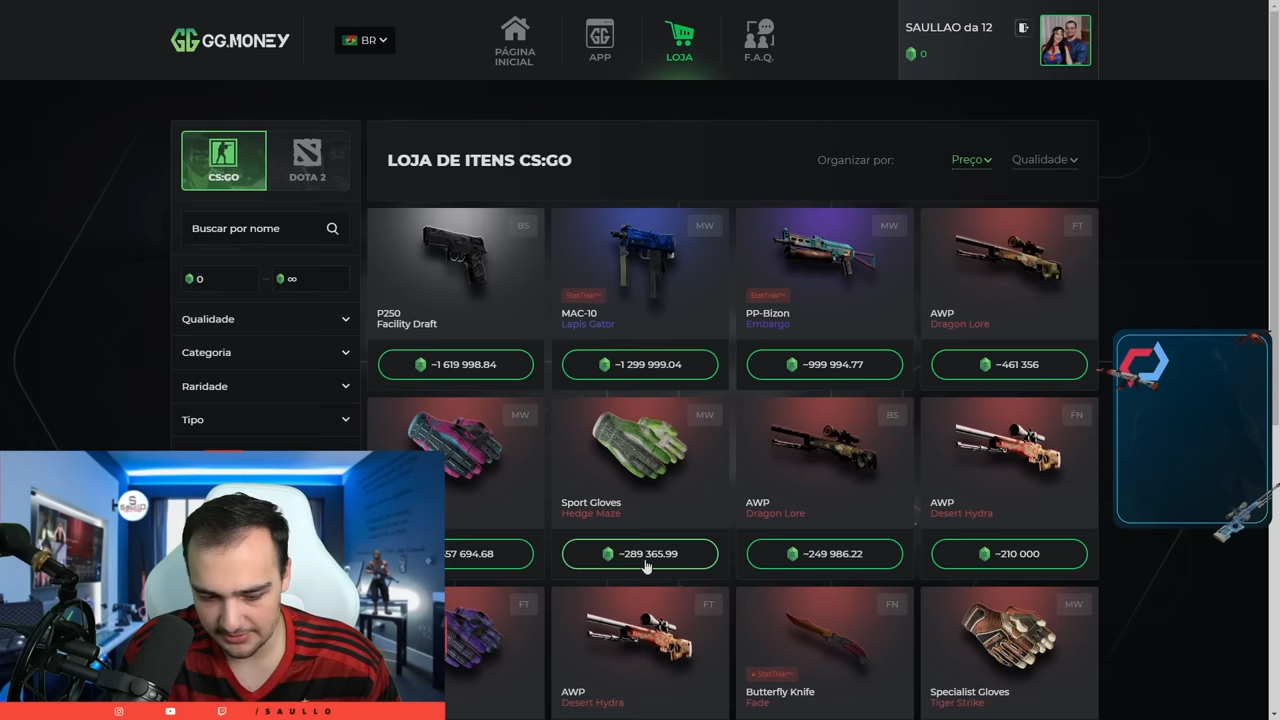 GG.MONEY
BR
PÁGINA INICIAL
APP
LOJA
F.A.Q.
SAULLAO da 12
0
CS:GO
DOTA 2
LOJA DE ITENS CS:GO
Organizar por:
Preço
Qualidade
Buscar por nome
0 – ∞
Qualidade
Categoria
Raridade
Tipo
BS
P250
Facility Draft
~1 619 998.84
MW
StatTrak™
MAC-10
Lapis Gator
~1 299 999.04
MW
StatTrak™
PP-Bizon
Embargo
~999 994.77
FT
AWP
Dragon Lore
~461 356
MW
57 694.68
MW
Sport Gloves
Hedge Maze
~289 365.99
BS
AWP
Dragon Lore
~249 986.22
FN
AWP
Desert Hydra
~210 000
FT
FT
AWP
Desert Hydra
FN
★ StatTrak™
Butterfly Knife
Fade
MW
Specialist Gloves
Tiger Strike
/SAULLO